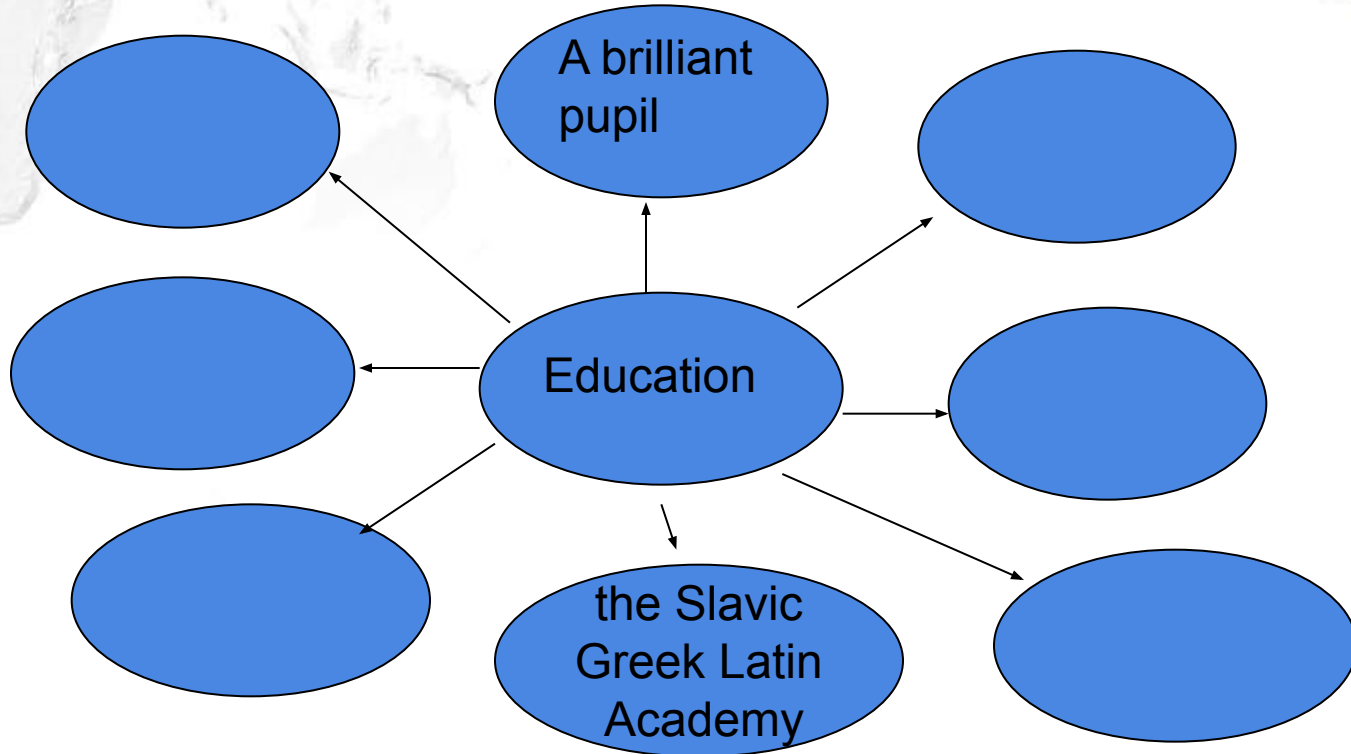 A brilliant
pupil
Education
the Slavic
Greek Latin
Academy